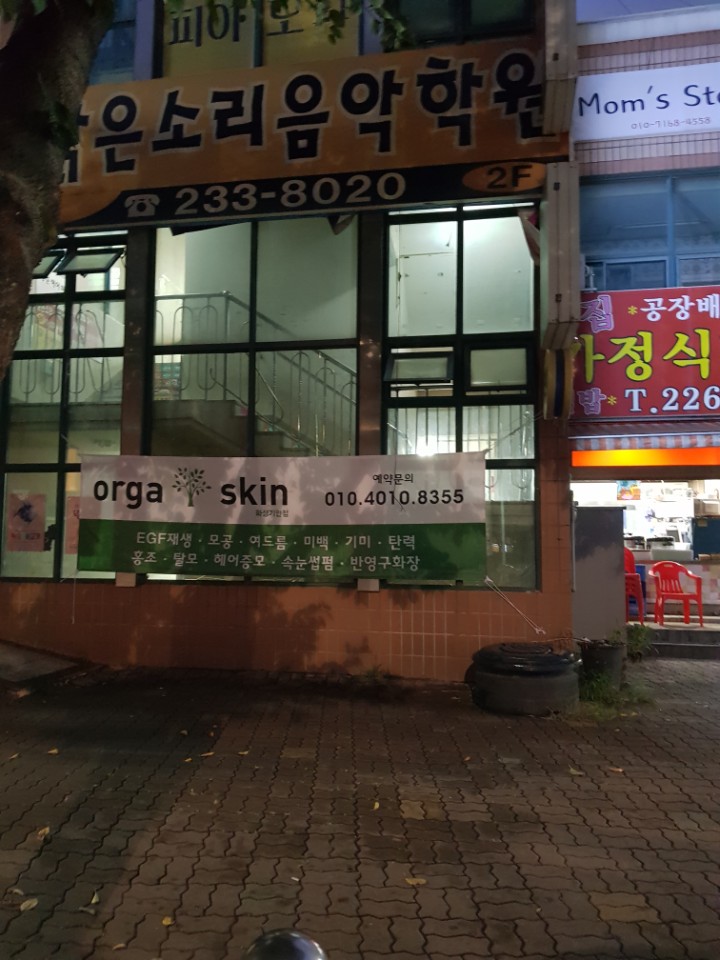 피아노
은소리음악학원
233-8020
2F
Mom's
010-7168-4558
집 *공장배
가정식
밥* T.226
orga skin
예약문의
010.4010.8355
EGF재생 · 모공 · 여드름 · 미백 · 기미 · 탄력
홍조 · 탈모 · 헤어증모 · 속눈썹펌 · 반영구화장